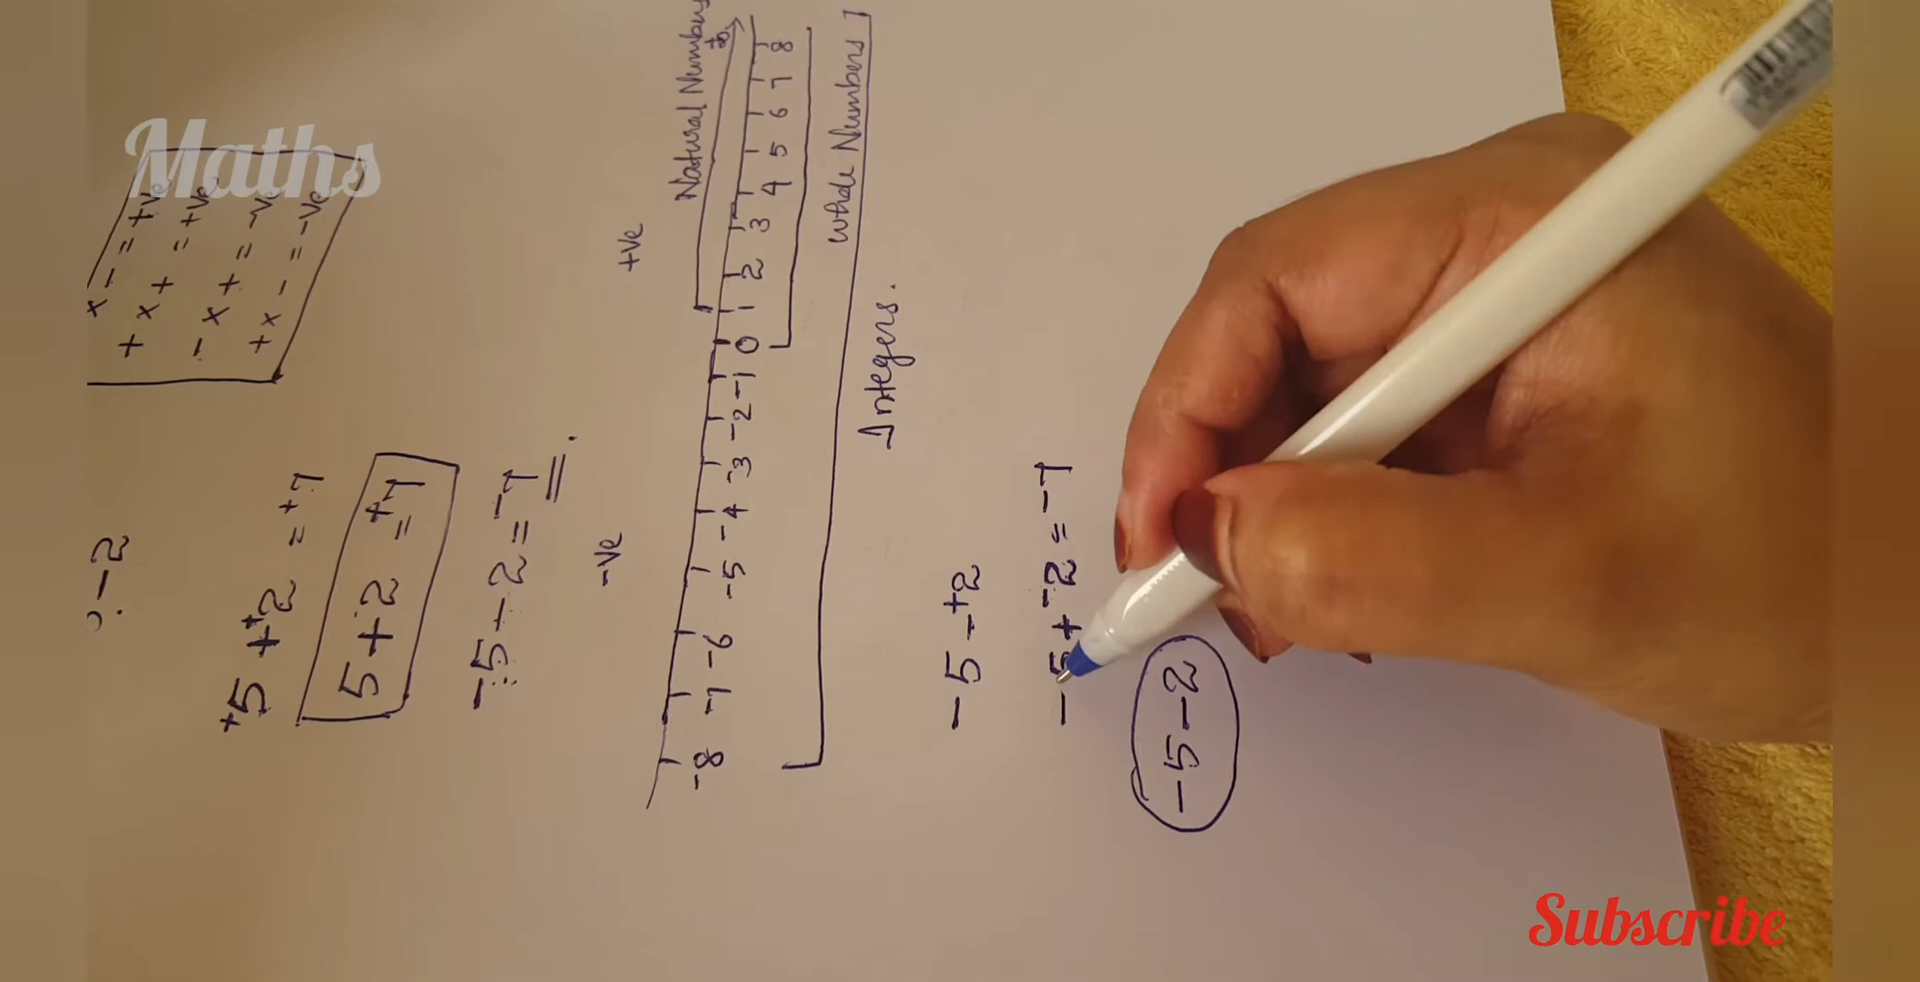 Maths
× - = +ve
+ × + = +ve
- × + = -ve
+ × - = -ve
-2
+5 + +2 = +7
5 + 2 = +7
-5 - 2 = -7
-ve +ve
Natural Numbers
-8 -7 -6 -5 -4 -3 -2 -1 0 1 2 3 4 5 6 7 8
Whole Numbers
Integers.
-5 - +2
-5 + -2 = -7
-5-2
Subscribe